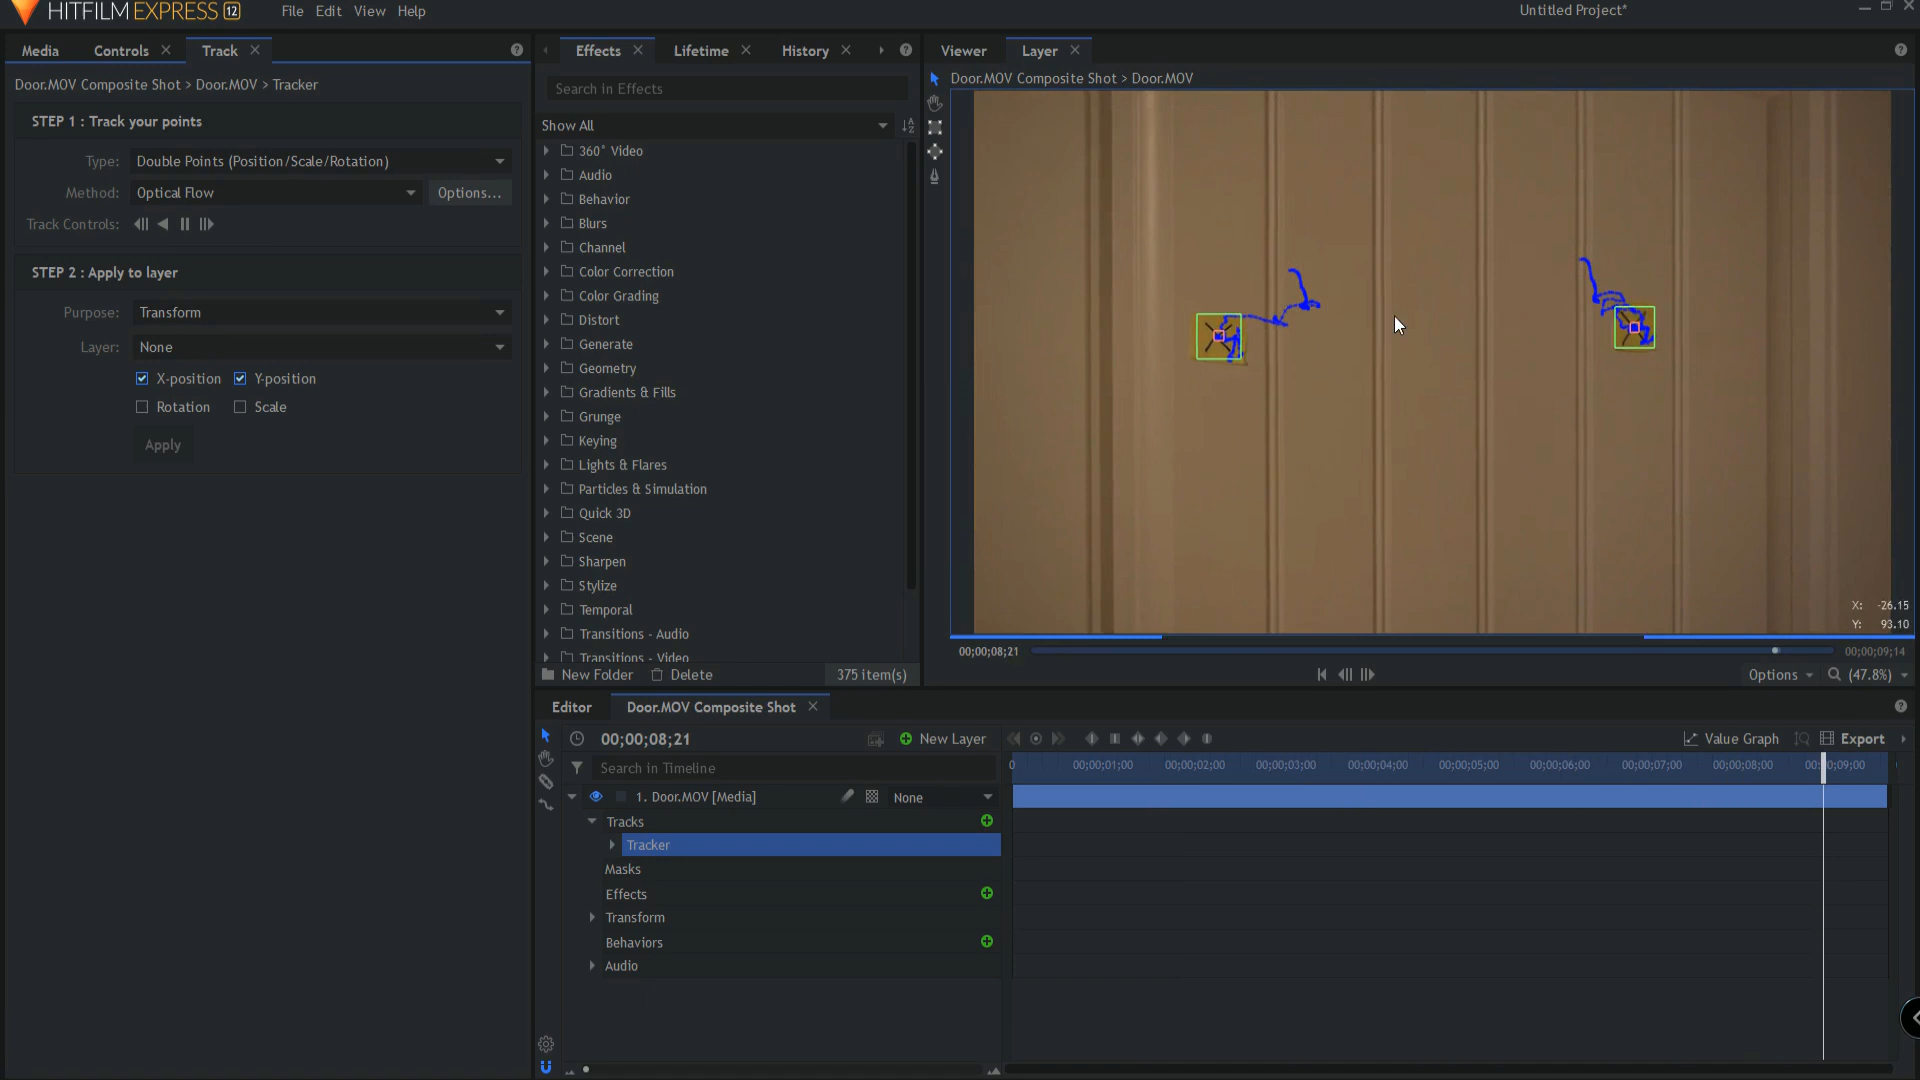 HITFILM EXPRESS 12
File Edit View Help
Untitled Project*
Media Controls Track
Door.MOV Composite Shot > Door.MOV > Tracker
STEP 1 : Track your points
Type: Double Points (Position/Scale/Rotation)
Method: Optical Flow Options...
Track Controls:
STEP 2 : Apply to layer
Purpose: Transform
Layer: None
X-position Y-position
Rotation Scale
Apply
Effects Lifetime History
Search in Effects
Show All
360° Video
Audio
Behavior
Blurs
Channel
Color Correction
Color Grading
Distort
Generate
Geometry
Gradients & Fills
Grunge
Keying
Lights & Flares
Particles & Simulation
Quick 3D
Scene
Sharpen
Stylize
Temporal
Transitions - Audio
Transitions - Video
New Folder Delete 375 item(s)
Viewer Layer
Door.MOV Composite Shot > Door.MOV
X: -26.15
Y: 93.10
00;00;08;21 00;00;09;14
Options (47.8%)
Editor Door.MOV Composite Shot
00;00;08;21 New Layer Value Graph Export
Search in Timeline
0 00;00;01;00 00;00;02;00 00;00;03;00 00;00;04;00 00;00;05;00 00;00;06;00 00;00;07;00 00;00;08;00 00;00;09;00
1. Door.MOV [Media] None
Tracks
Tracker
Masks
Effects
Transform
Behaviors
Audio